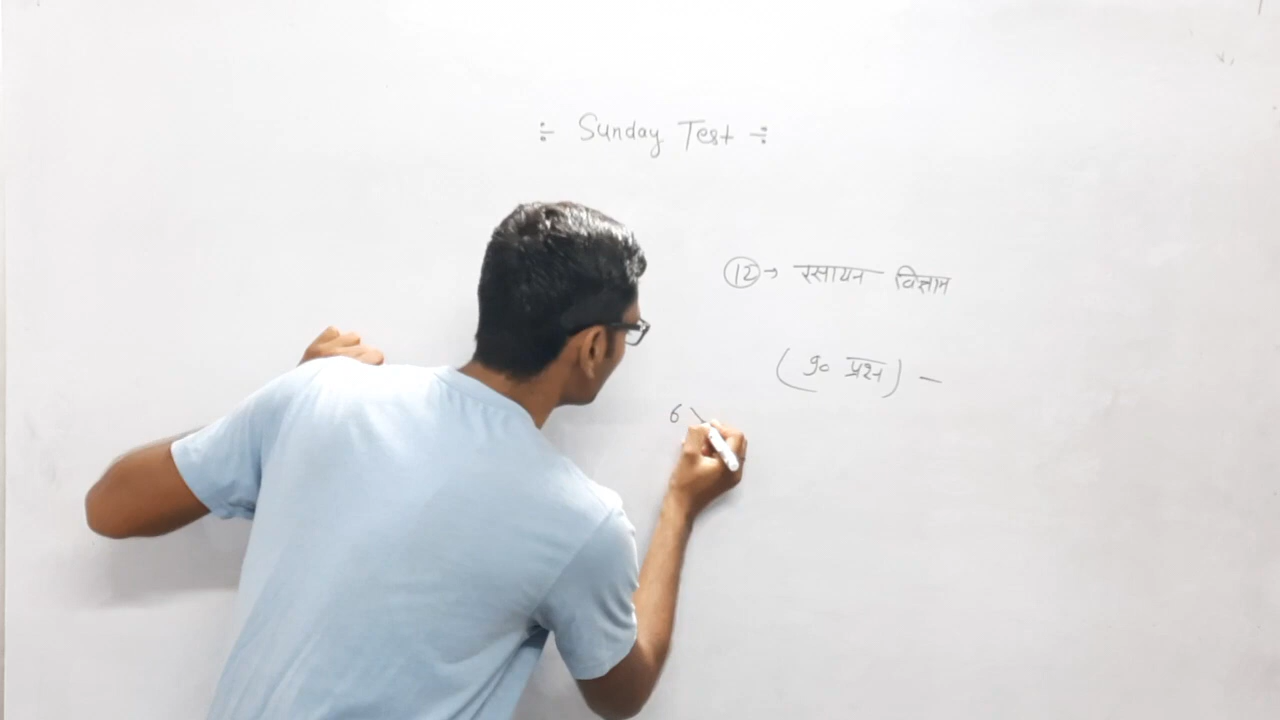 ÷ Sunday Test ÷
(12) → रसायन विज्ञान
(90 प्रश्न) —
6